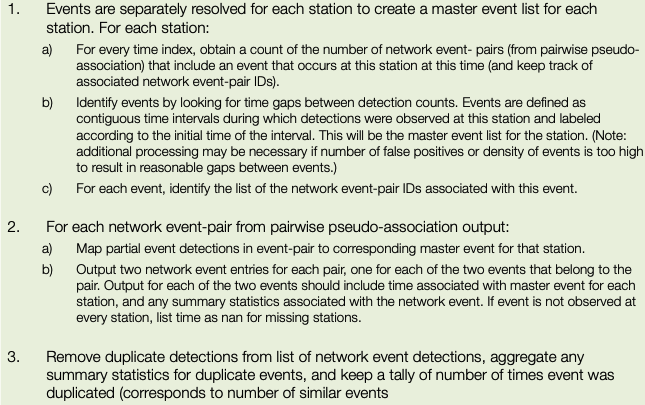 1. Events are separately resolved for each station to create a master event list for each
station. For each station:
a) For every time index, obtain a count of the number of network event- pairs (from pairwise pseudo-
association) that include an event that occurs at this station at this time (and keep track of
associated network event-pair IDs).
b) Identify events by looking for time gaps between detection counts. Events are defined as
contiguous time intervals during which detections were observed at this station and labeled
according to the initial time of the interval. This will be the master event list for the station. (Note:
additional processing may be necessary if number of false positives or density of events is too high
to result in reasonable gaps between events.)
c) For each event, identify the list of the network event-pair IDs associated with this event.
2. For each network event-pair from pairwise pseudo-association output:
a) Map partial event detections in event-pair to corresponding master event for that station.
b) Output two network event entries for each pair, one for each of the two events that belong to the
pair. Output for each of the two events should include time associated with master event for each
station, and any summary statistics associated with the network event. If event is not observed at
every station, list time as nan for missing stations.
3. Remove duplicate detections from list of network event detections, aggregate any
summary statistics for duplicate events, and keep a tally of number of times event was
duplicated (corresponds to number of similar events